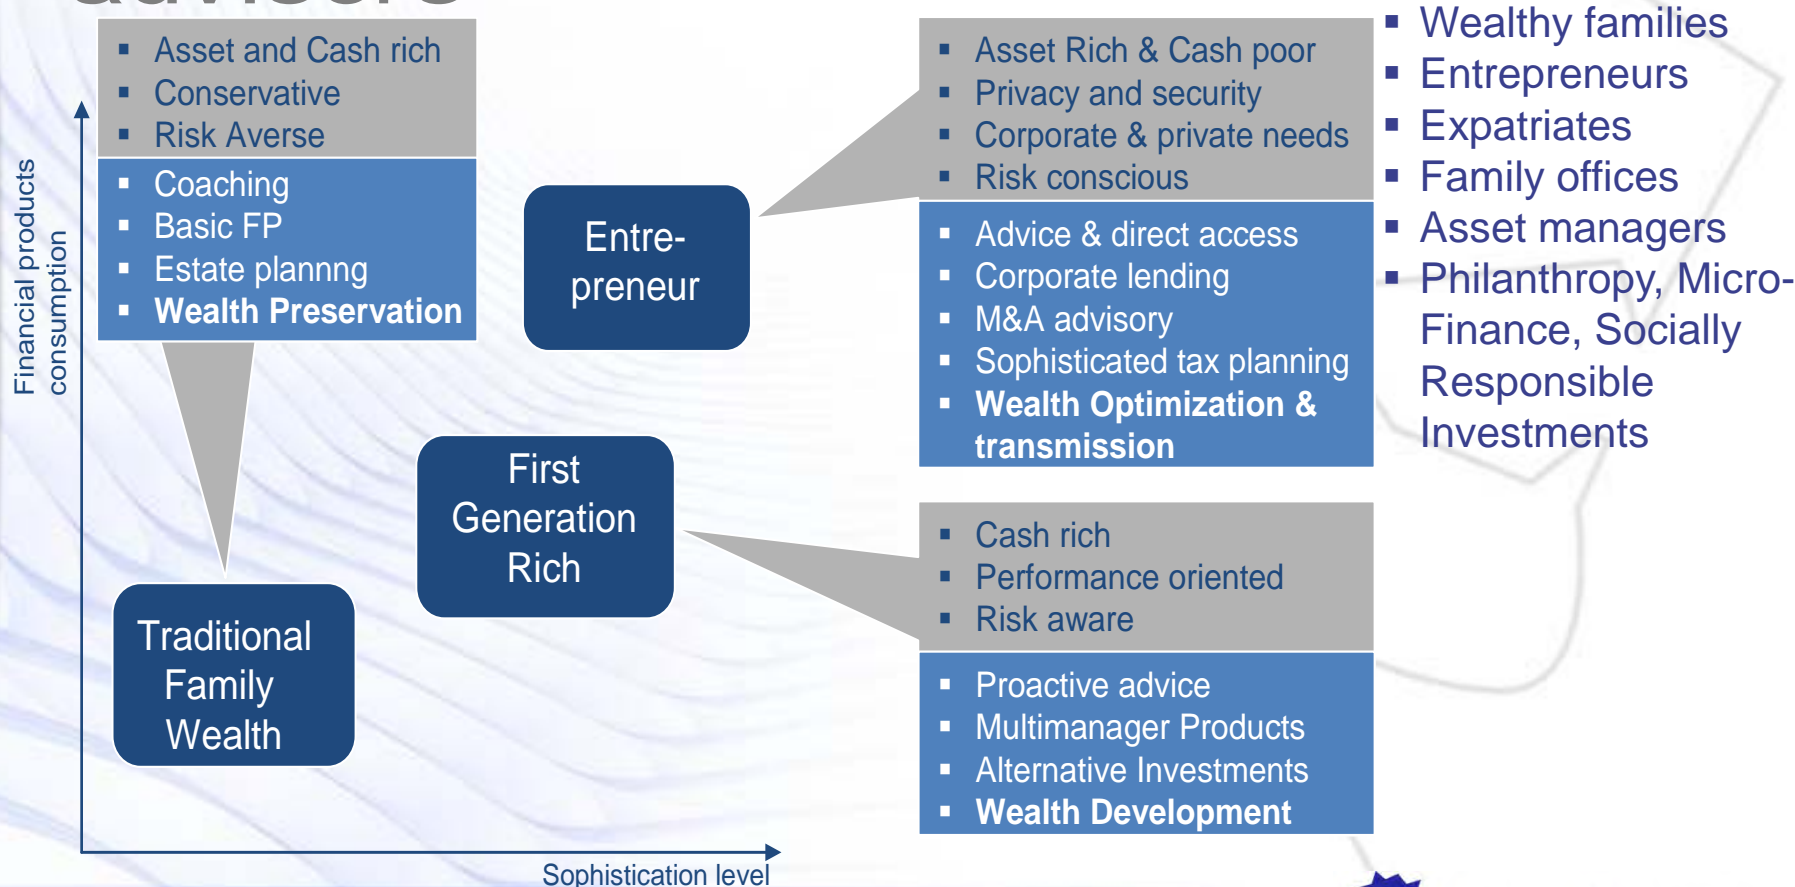 advisers
Asset and Cash rich
Conservative
Risk Averse
Coaching
Basic FP
Estate plannng
Wealth Preservation
Financial products
consumption
Entre-
preneur
First
Generation
Rich
Traditional
Family
Wealth
Sophistication level
Asset Rich & Cash poor
Privacy and security
Corporate & private needs
Risk conscious
Advice & direct access
Corporate lending
M&A advisory
Sophisticated tax planning
Wealth Optimization &
transmission
Cash rich
Performance oriented
Risk aware
Proactive advice
Multimanager Products
Alternative Investments
Wealth Development
Wealthy families
Entrepreneurs
Expatriates
Family offices
Asset managers
Philanthropy, Micro-
Finance, Socially
Responsible
Investments